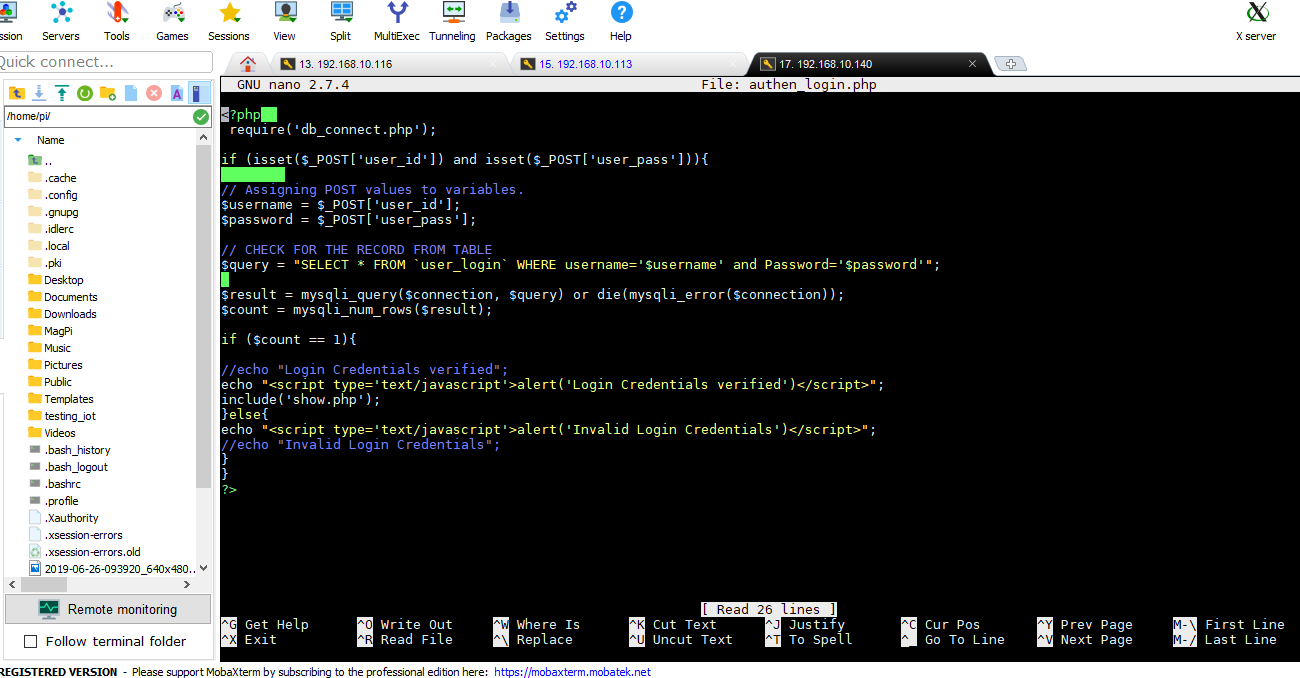 ssion Servers Tools Games Sessions View Split MultiExec Tunneling Packages Settings Help X server
Quick connect...
13. 192.168.10.116
15. 192.168.10.113
17. 192.168.10.140
/home/pi/
Name
..
.cache
.config
.gnupg
.idlerc
.local
.pki
Desktop
Documents
Downloads
MagPi
Music
Pictures
Public
Templates
testing_iot
Videos
.bash_history
.bash_logout
.bashrc
.profile
.Xauthority
.xsession-errors
.xsession-errors.old
2019-06-26-093920_640x480..
Remote monitoring
Follow terminal folder
GNU nano 2.7.4 File: authen_login.php
<?php
require('db_connect.php');
if (isset($_POST['user_id']) and isset($_POST['user_pass'])){
// Assigning POST values to variables.
$username = $_POST['user_id'];
$password = $_POST['user_pass'];
// CHECK FOR THE RECORD FROM TABLE
$query = "SELECT * FROM `user_login` WHERE username='$username' and Password='$password'";
$result = mysqli_query($connection, $query) or die(mysqli_error($connection));
$count = mysqli_num_rows($result);
if ($count == 1){
//echo "Login Credentials verified";
echo "<script type='text/javascript'>alert('Login Credentials verified')</script>";
include('show.php');
}else{
echo "<script type='text/javascript'>alert('Invalid Login Credentials')</script>";
//echo "Invalid Login Credentials";
}
}
?>
[ Read 26 lines ]
^G Get Help ^O Write Out ^W Where Is ^K Cut Text ^J Justify ^C Cur Pos ^Y Prev Page M-\ First Line
^X Exit ^R Read File ^\ Replace ^U Uncut Text ^T To Spell ^_ Go To Line ^V Next Page M-/ Last Line
REGISTERED VERSION - Please support MobaXterm by subscribing to the professional edition here: https://mobaxterm.mobatek.net